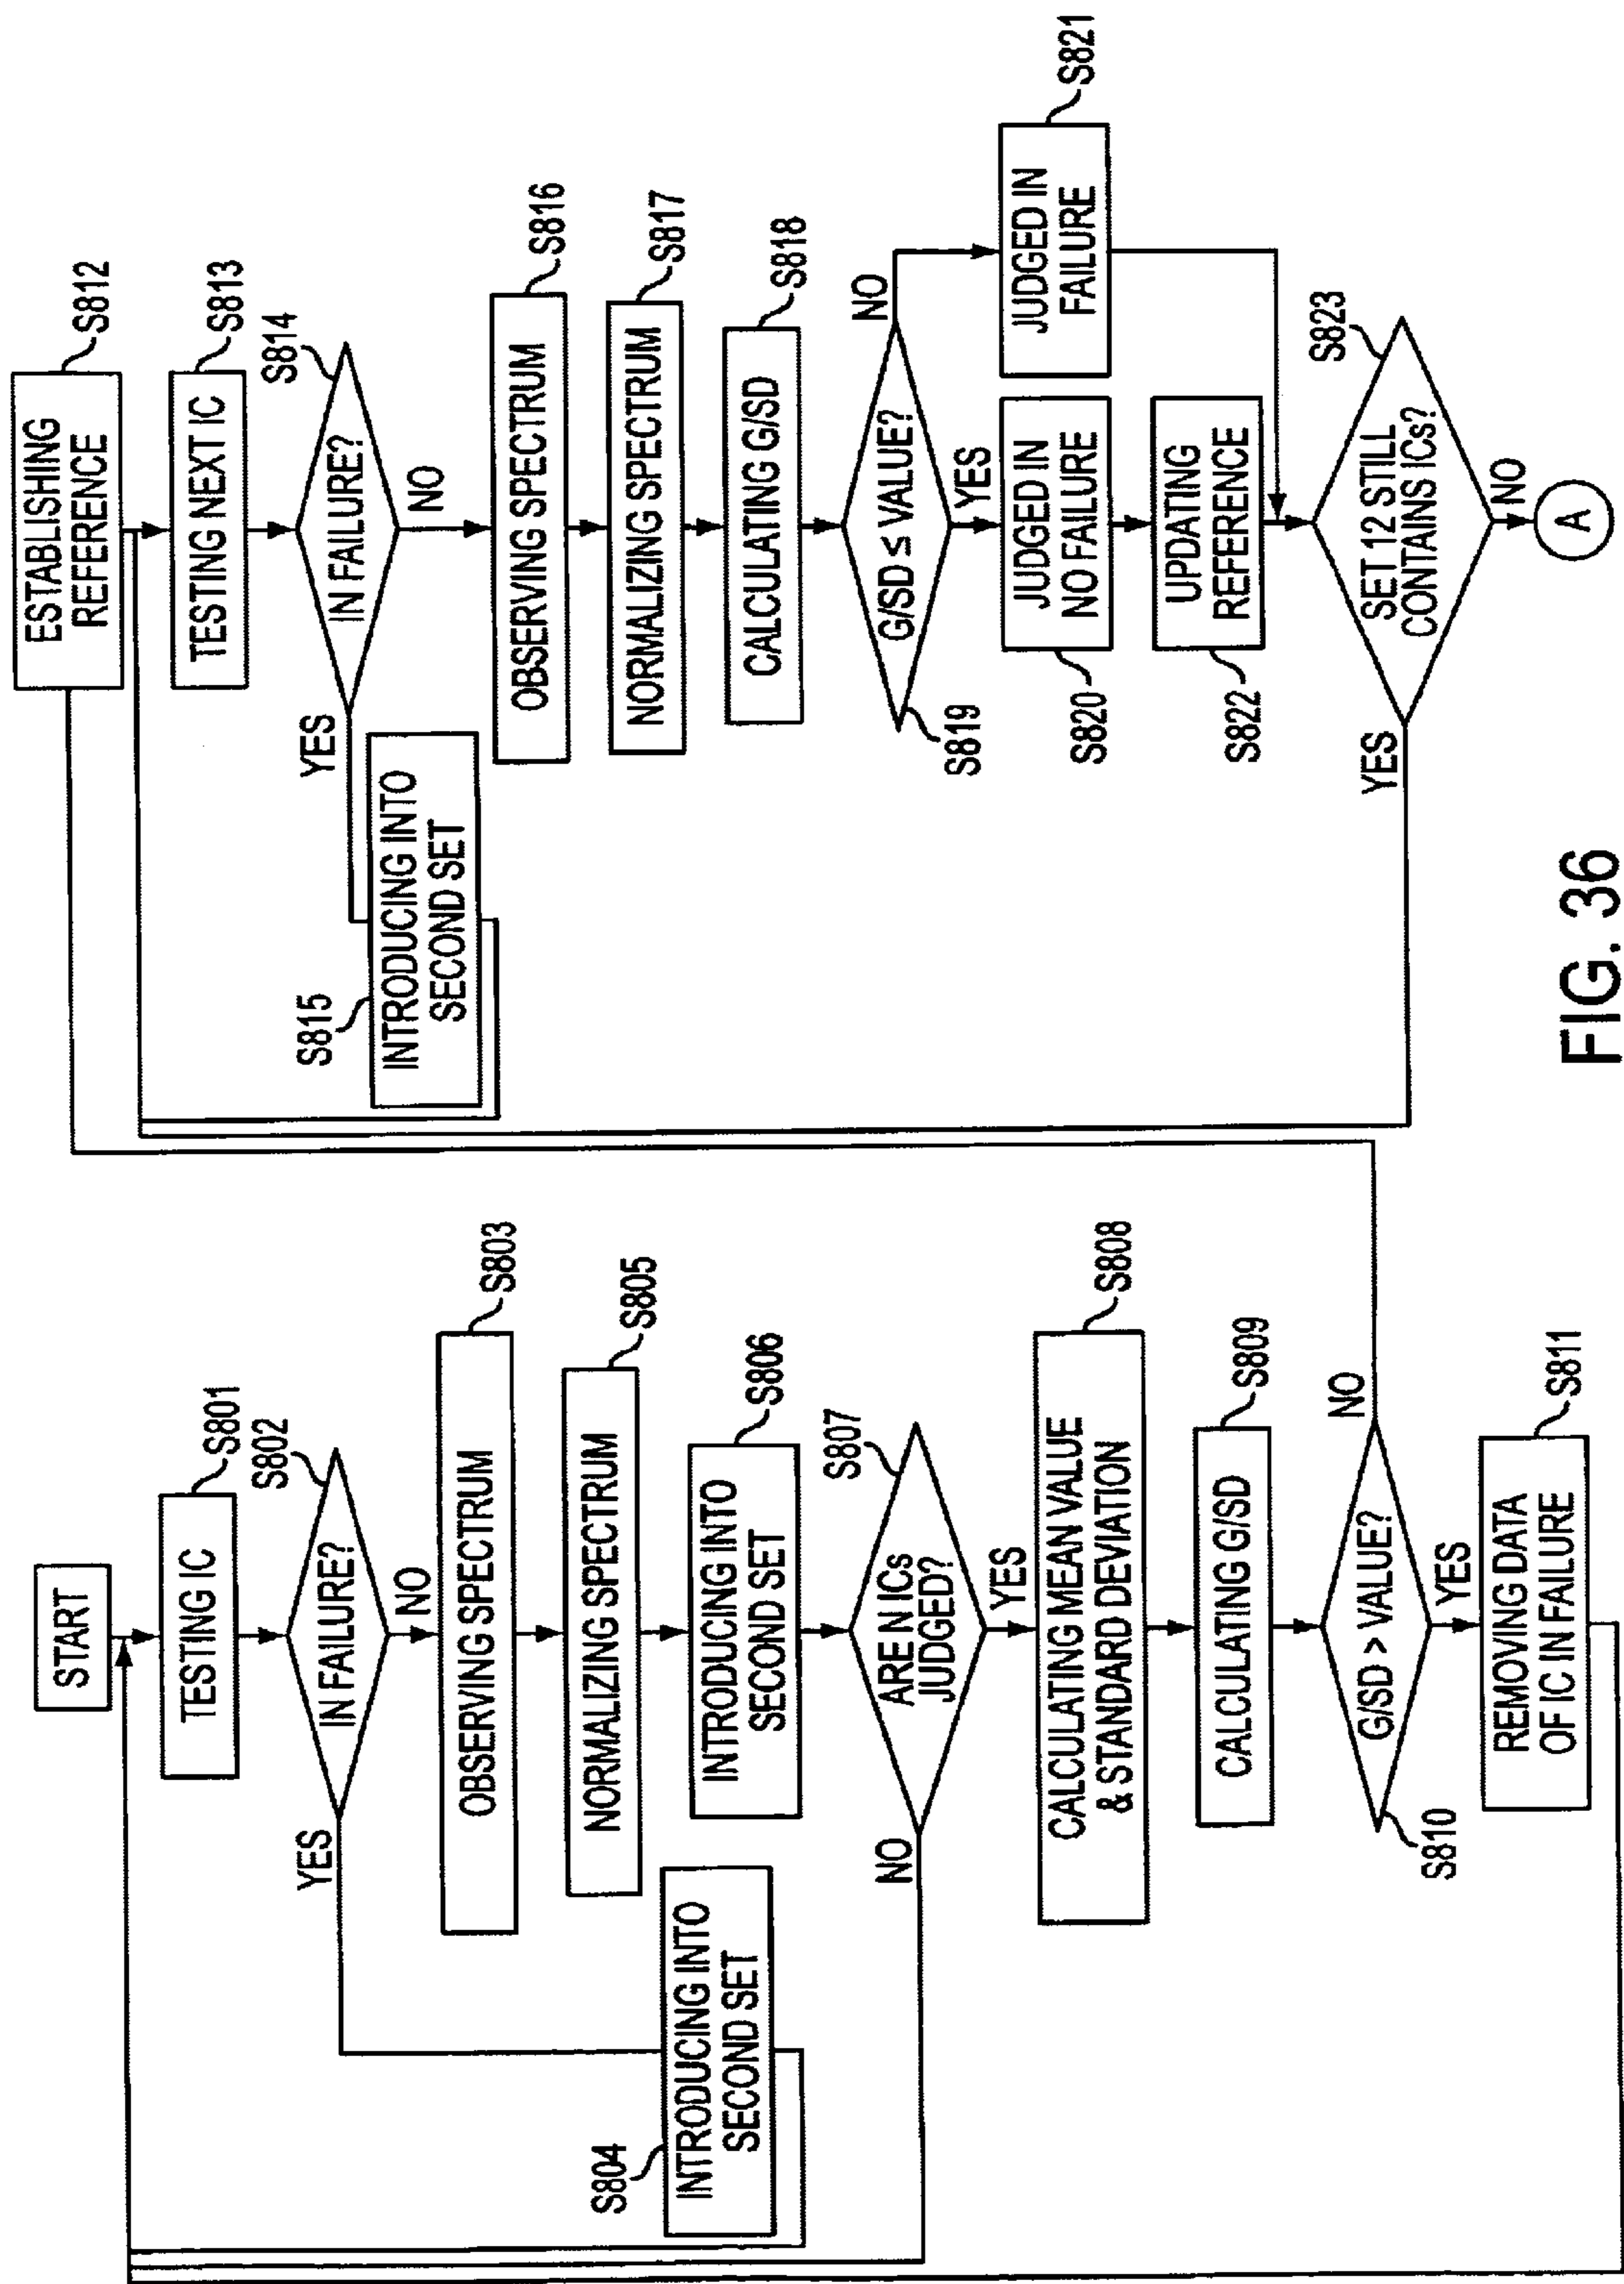 START
TESTING IC
S801
IN FAILURE?
S802
YES
NO
OBSERVING SPECTRUM
S803
INTRODUCING INTO
SECOND SET
S804
NORMALIZING SPECTRUM
S805
INTRODUCING INTO
SECOND SET
S806
ARE N ICs
JUDGED?
S807
NO
YES
CALCULATING MEAN VALUE
& STANDARD DEVIATION
S808
CALCULATING G/SD
S809
G/SD > VALUE?
S810
NO
YES
REMOVING DATA
OF IC IN FAILURE
S811
ESTABLISHING
REFERENCE
S812
TESTING NEXT IC
S813
IN FAILURE?
S814
YES
NO
INTRODUCING INTO
SECOND SET
S815
OBSERVING SPECTRUM
S816
NORMALIZING SPECTRUM
S817
CALCULATING G/SD
S818
G/SD ≤ VALUE?
S819
NO
YES
JUDGED IN
NO FAILURE
S820
JUDGED IN
FAILURE
S821
UPDATING
REFERENCE
S822
SET 12 STILL
CONTAINS ICs?
S823
YES
NO
A
FIG. 36